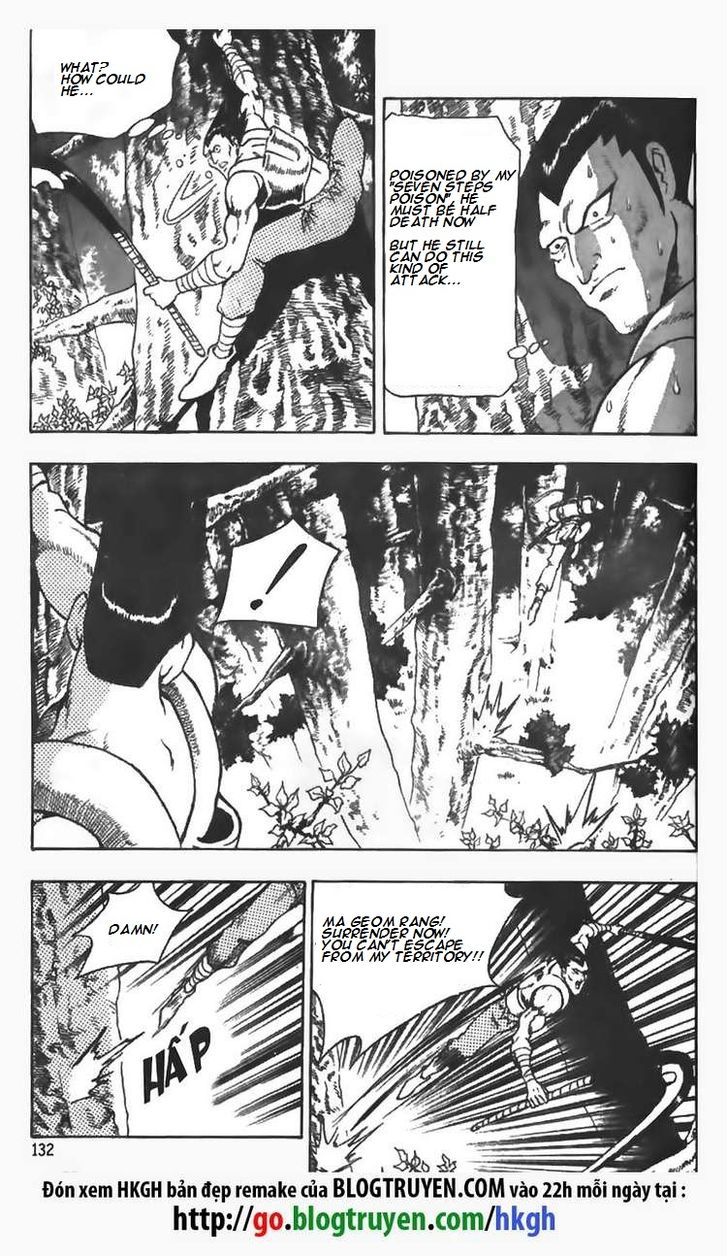 WHAT?
HOW COULD
HE...
POISONED BY MY
"SEVEN STEPS
POISON", HE
MUST BE HALF
DEATH NOW
BUT HE STILL
CAN DO THIS
KIND OF
ATTACK...
!
DAMN!
HẤP
MA GEOM RANG!
SURRENDER NOW!
YOU CAN'T ESCAPE
FROM MY TERRITORY!!
132
Đón xem HKGH bản đẹp remake của BLOGTRUYEN.COM vào 22h mỗi ngày tại :
http://go.blogtruyen.com/hkgh